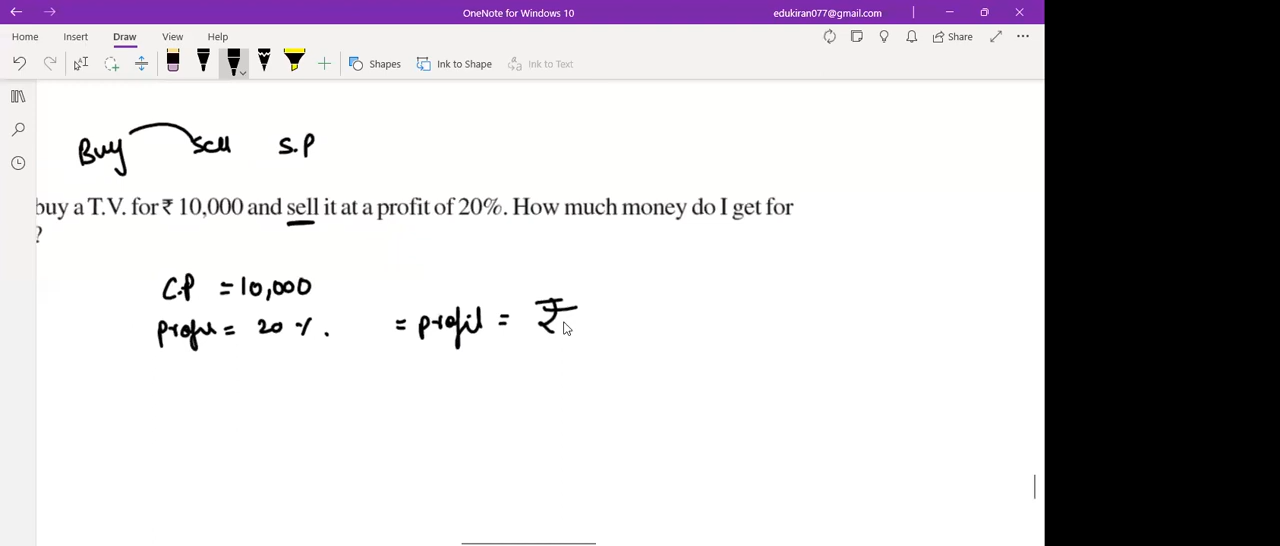 OneNote for Windows 10
edukiran077@gmail.com
Home Insert Draw View Help
Share
Shapes Ink to Shape Ink to Text
Buy Sell S.P
buy a T.V. for ₹ 10,000 and sell it at a profit of 20%. How much money do I get for
?
C.P = 10,000
profit = 20 %. = profit = ₹